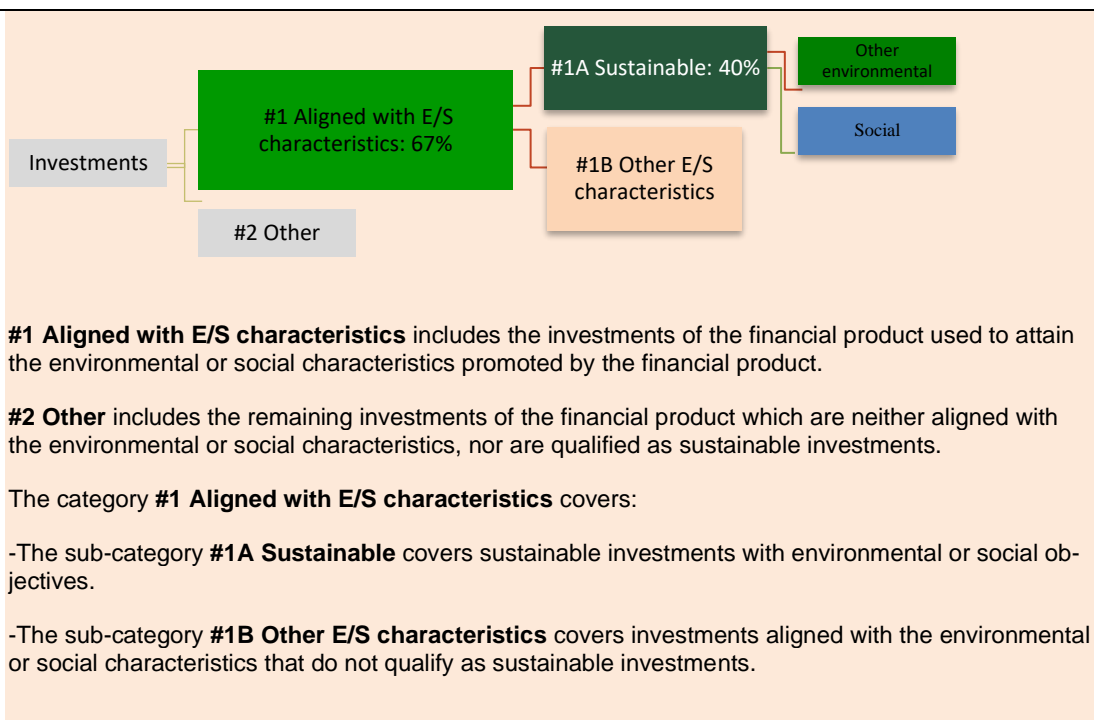 Investments
#1 Aligned with E/S
characteristics: 67%
#2 Other
#1A Sustainable: 40%
#1B Other E/S
characteristics
Other
environmental
Social
#1 Aligned with E/S characteristics includes the investments of the financial product used to attain
the environmental or social characteristics promoted by the financial product.
#2 Other includes the remaining investments of the financial product which are neither aligned with
the environmental or social characteristics, nor are qualified as sustainable investments.
The category #1 Aligned with E/S characteristics covers:
-The sub-category #1A Sustainable covers sustainable investments with environmental or social ob-
jectives.
-The sub-category #1B Other E/S characteristics covers investments aligned with the environmental
or social characteristics that do not qualify as sustainable investments.